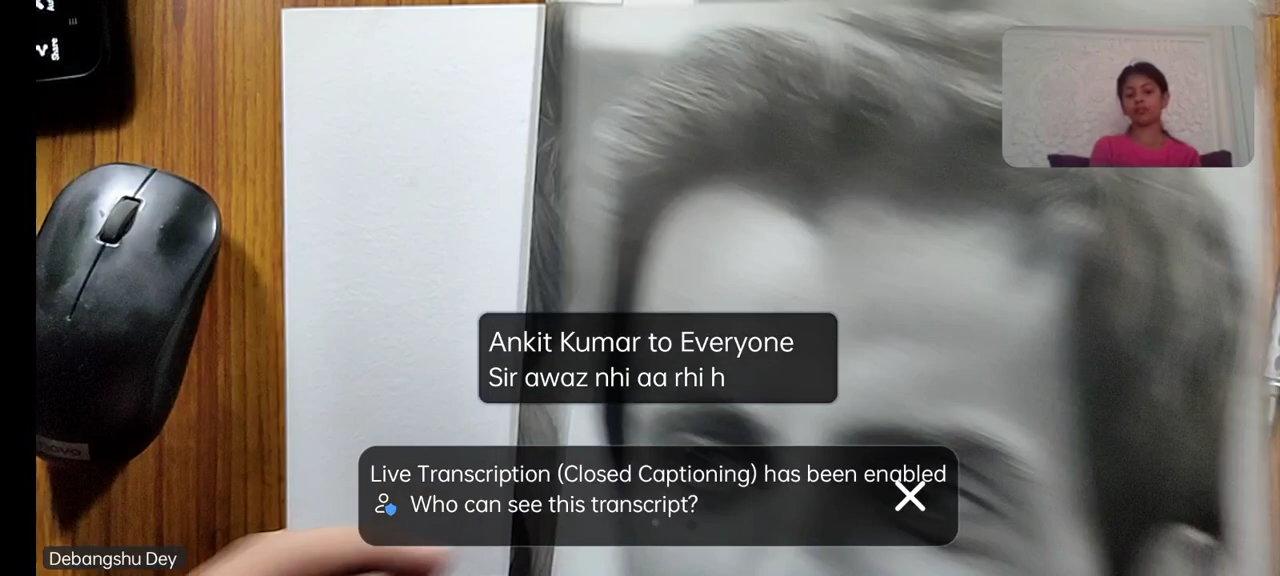 Share
Ankit Kumar to Everyone
Sir awaz nhi aa rhi h
Live Transcription (Closed Captioning) has been enabled
Who can see this transcript?
Debangshu Dey